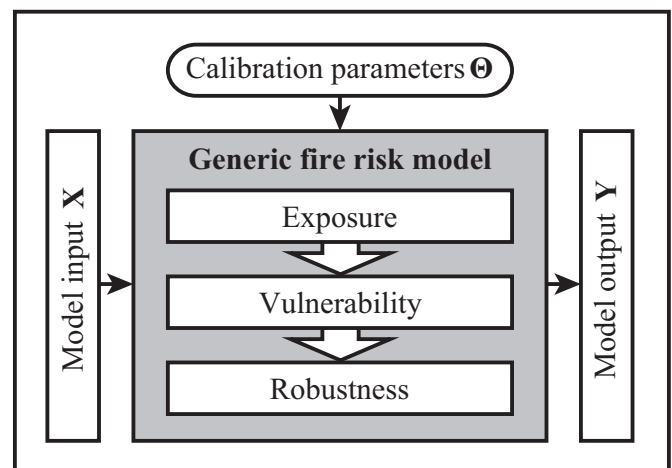 Calibration parameters Θ
Generic fire risk model
Model input X
Exposure
Vulnerability
Robustness
Model output Y